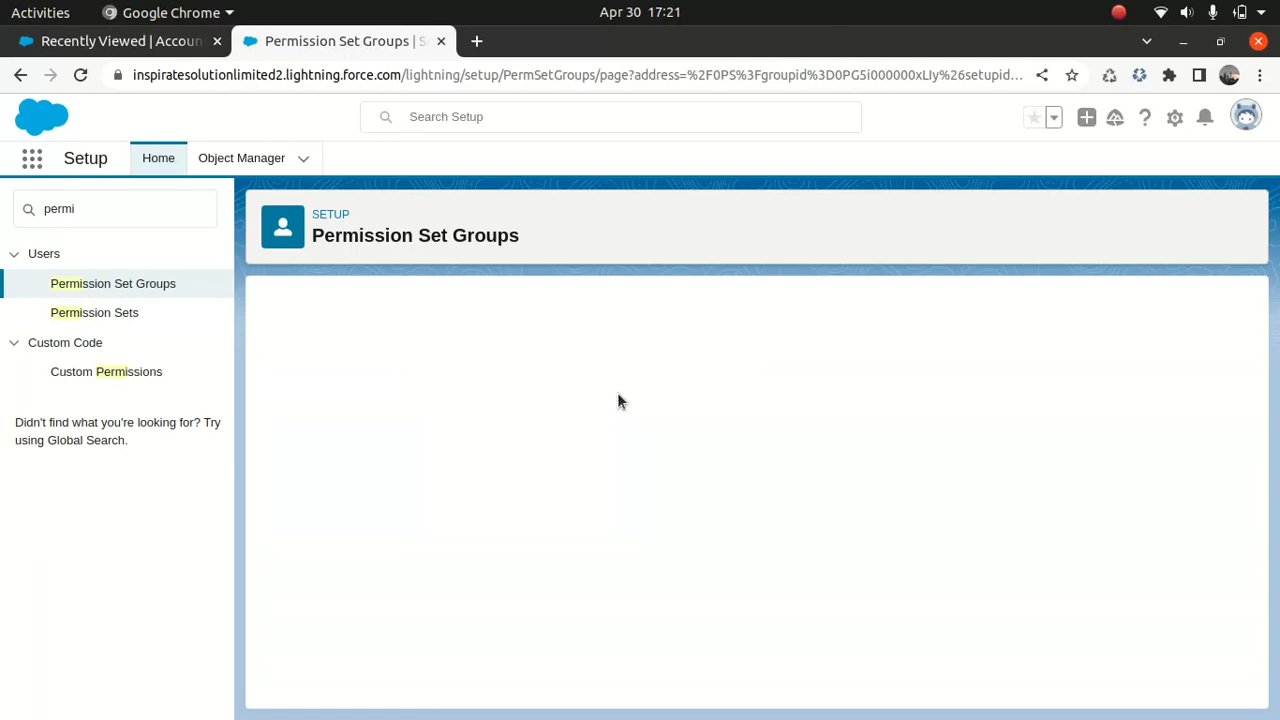 Activities
Google Chrome
Apr 30 17:21
Recently Viewed | Accoun
Permission Set Groups | S
inspiratesolutionlimited2.lightning.force.com/lightning/setup/PermSetGroups/page?address=%2F0PS%3Fgroupid%3D0PG5i000000xLIy%26setupid...
Search Setup
Setup
Home
Object Manager
permi
Users
Permission Set Groups
Permission Sets
Custom Code
Custom Permissions
Didn't find what you're looking for? Try
using Global Search.
SETUP
Permission Set Groups